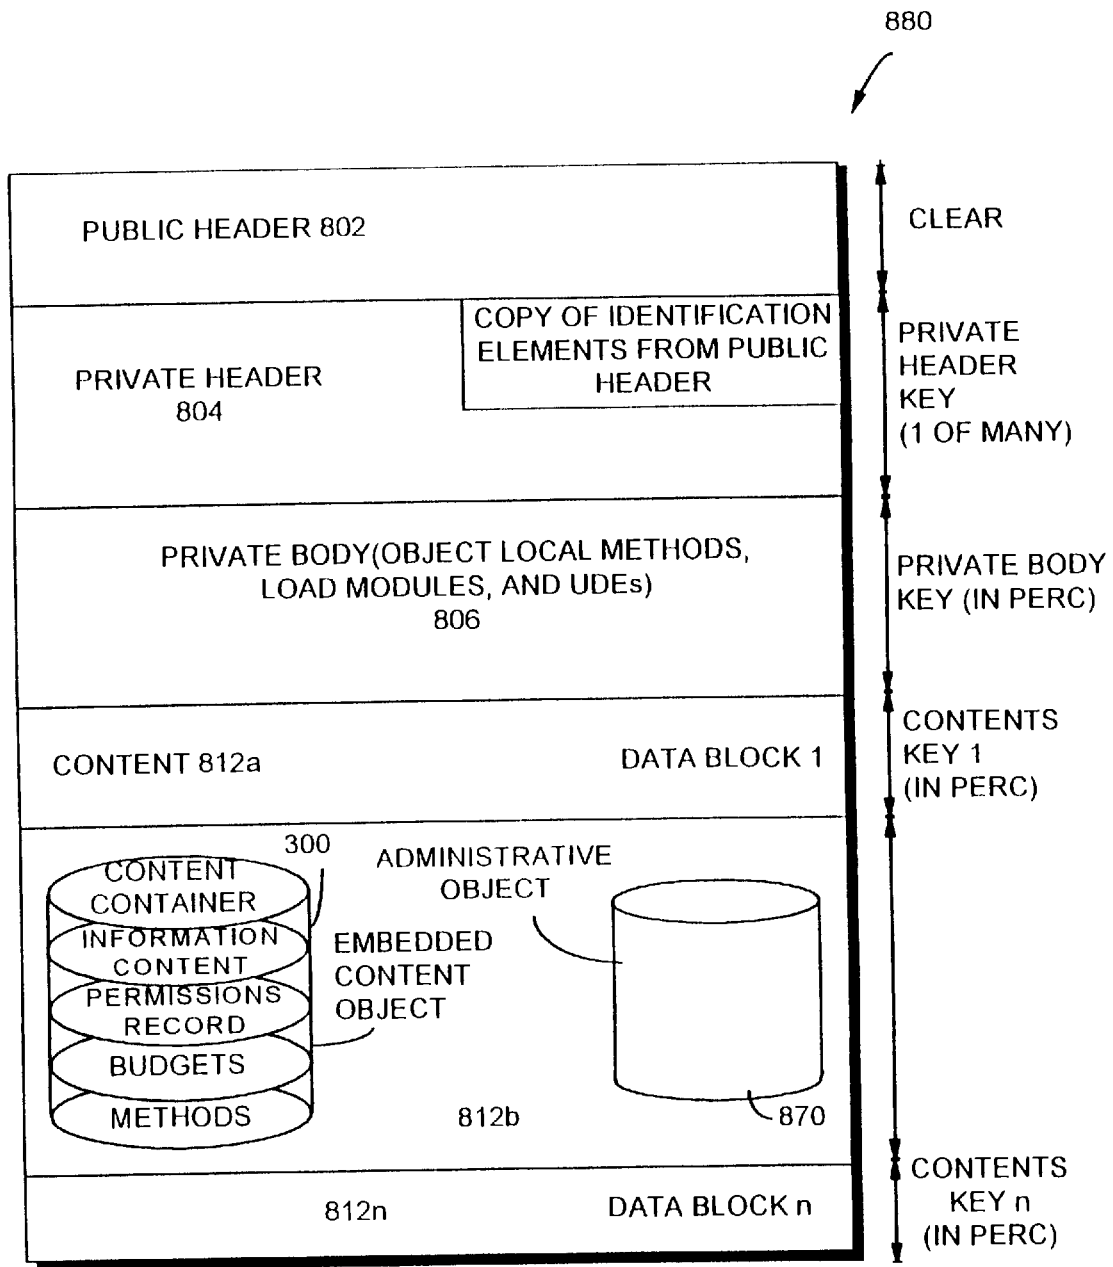 880
PUBLIC HEADER 802
CLEAR
PRIVATE HEADER
804
COPY OF IDENTIFICATION
ELEMENTS FROM PUBLIC
HEADER
PRIVATE
HEADER
KEY
(1 OF MANY)
PRIVATE BODY(OBJECT LOCAL METHODS,
LOAD MODULES, AND UDEs)
806
PRIVATE BODY
KEY (IN PERC)
CONTENT 812a
DATA BLOCK 1
CONTENTS
KEY 1
(IN PERC)
300
CONTENT
CONTAINER
INFORMATION
CONTENT
PERMISSIONS
RECORD
BUDGETS
METHODS
EMBEDDED
CONTENT
OBJECT
ADMINISTRATIVE
OBJECT
812b
870
812n
DATA BLOCK n
CONTENTS
KEY n
(IN PERC)